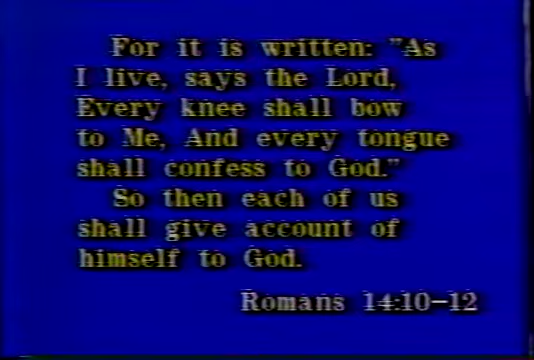 For it is written: "As
I live, says the Lord,
Every knee shall bow
to Me, And every tongue
shall confess to God."
So then each of us
shall give account of
himself to God.
Romans 14:10-12